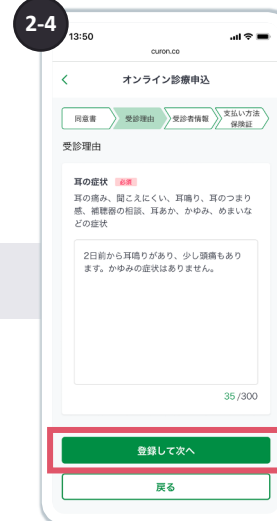 2-4
13:50
curon.co
オンライン診療申込
同意書
受診理由
受診者情報
支払い方法
保険証
受診理由
耳の症状 必須
耳の痛み、聞こえにくい、耳鳴り、耳のつまり
感、補聴器の相談、耳あか、かゆみ、めまいな
どの症状
2日前から耳鳴りがあり、少し頭痛もあり
ます。かゆみの症状はありません。
35/300
登録して次へ
戻る